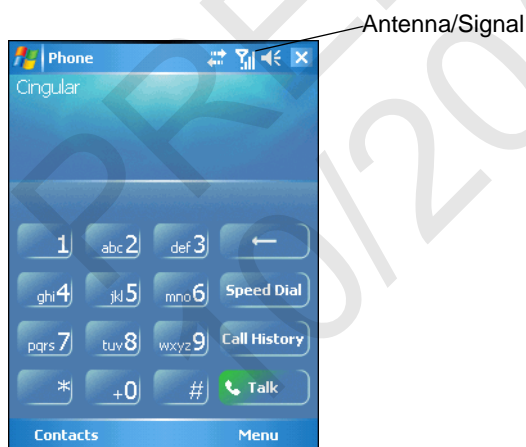 Antenna/Signal
Phone
Cingular
1 abc 2 def 3
ghi 4 jkl 5 mno 6 Speed Dial
pqrs 7 tuv 8 wxyz 9 Call History
* +0 # Talk
Contacts Menu